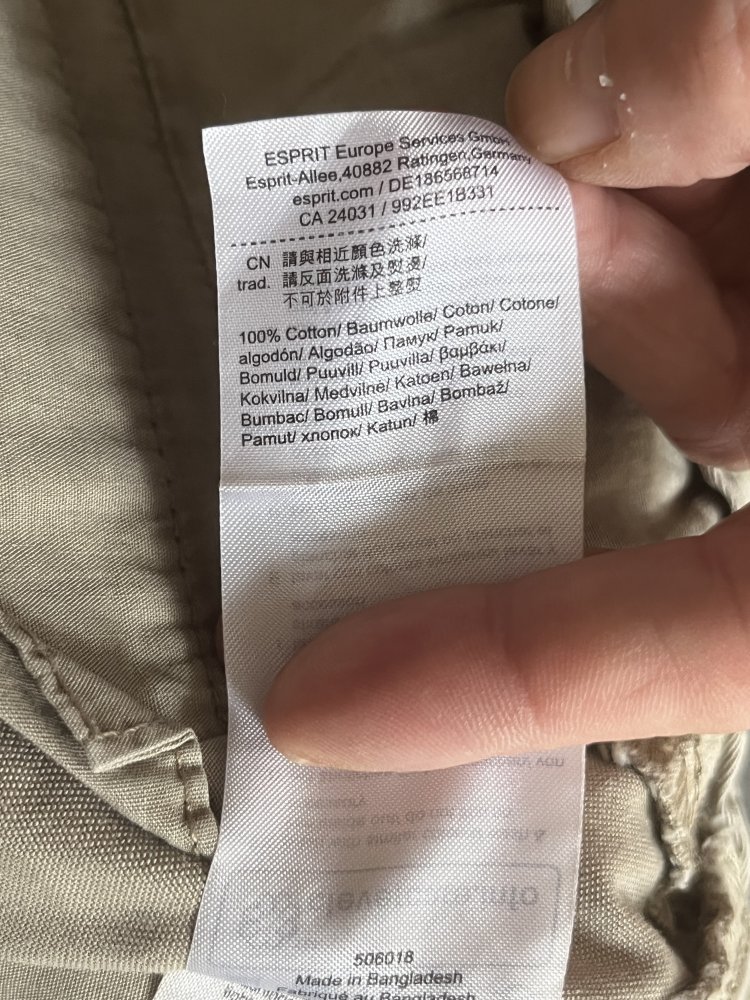 ESPRIT Europe Services GmbH
Esprit-Allee,40882 Ratingen,Germany
esprit.com / DE186568714
CA 24031 / 992EE1B331
CN 請與相近顏色洗滌/
trad. 請反面洗滌及熨燙/
不可於附件上整熨
100% Cotton/ Baumwolle/ Coton/ Cotone/
algodón/ Algodão/ Памук/ Pamuk/
Bomuld/ Puuvill/ Puuvilla/ βαμβάκι/
Kokvilna/ Medvilnė/ Katoen/ Bawełna/
Bumbac/ Bomull/ Bavlna/ Bombaž/
Pamut/ хлопок/ Katun/ 棉
506018
Made in Bangladesh
Fabriqué au Bangladesh